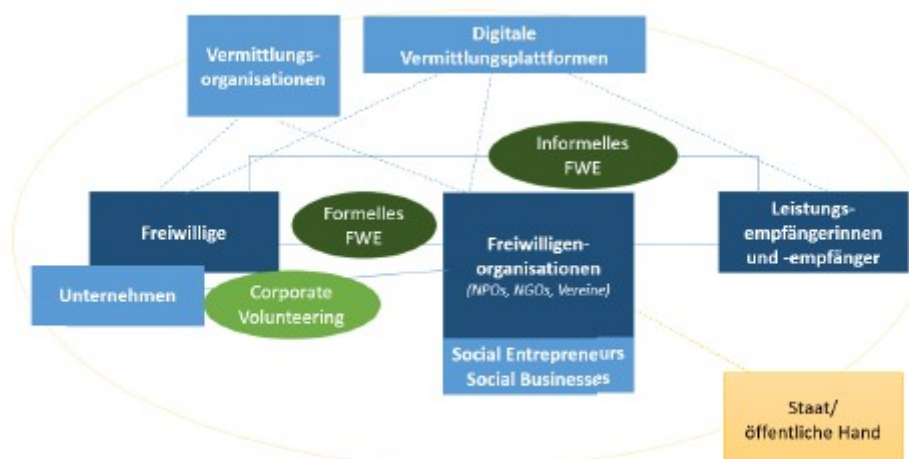 Vermittlungs-
organisationen
Digitale
Vermittlungsplattformen
Informelles
FWE
Freiwillige
Formelles
FWE
Freiwilligen-
organisationen
(NPOs, NGOs, Vereine)
Leistungs-
empfängerinnen
und -empfänger
Unternehmen
Corporate
Volunteering
Social Entrepreneurs
Social Businesses
Staat/
öffentliche Hand